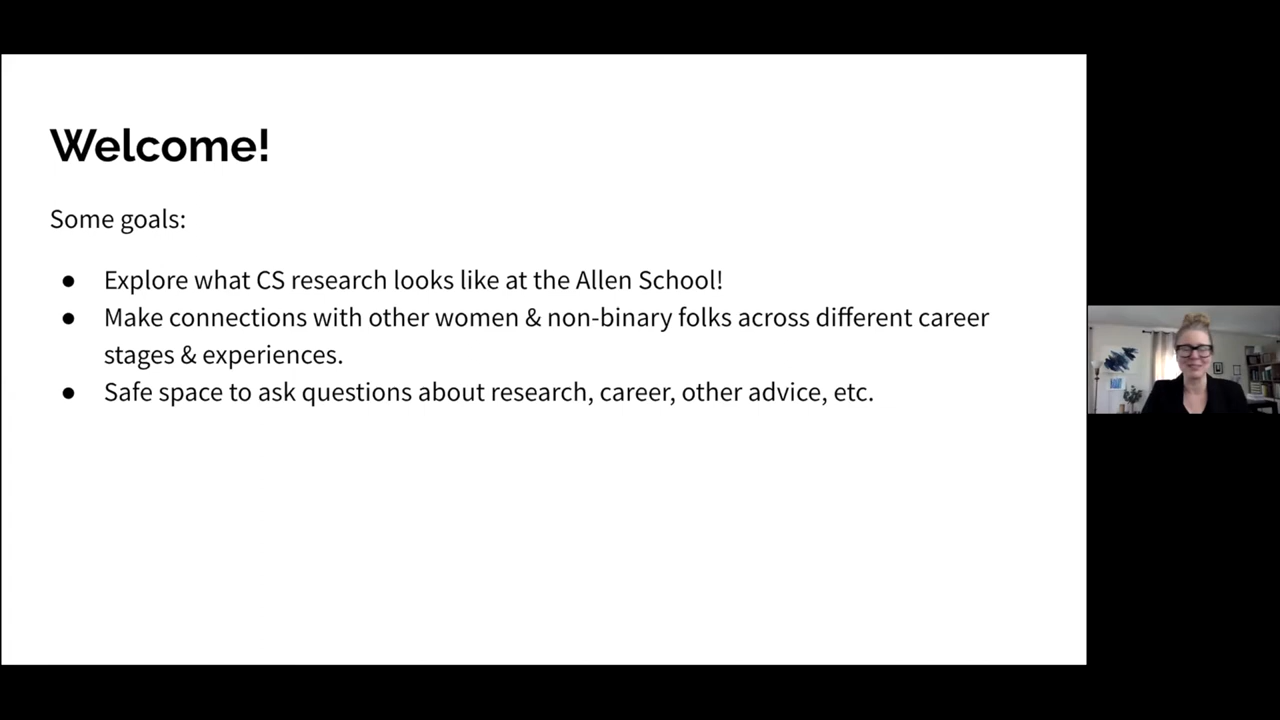 Welcome!
Some goals:
● Explore what CS research looks like at the Allen School!
● Make connections with other women & non-binary folks across different career
stages & experiences.
● Safe space to ask questions about research, career, other advice, etc.